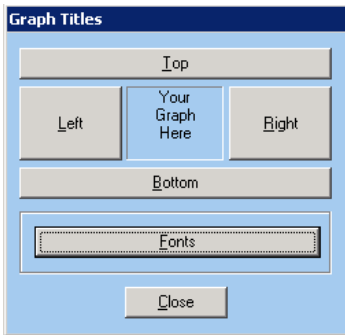 Graph Titles
Top
Left
Your
Graph
Here
Right
Bottom
Fonts
Close